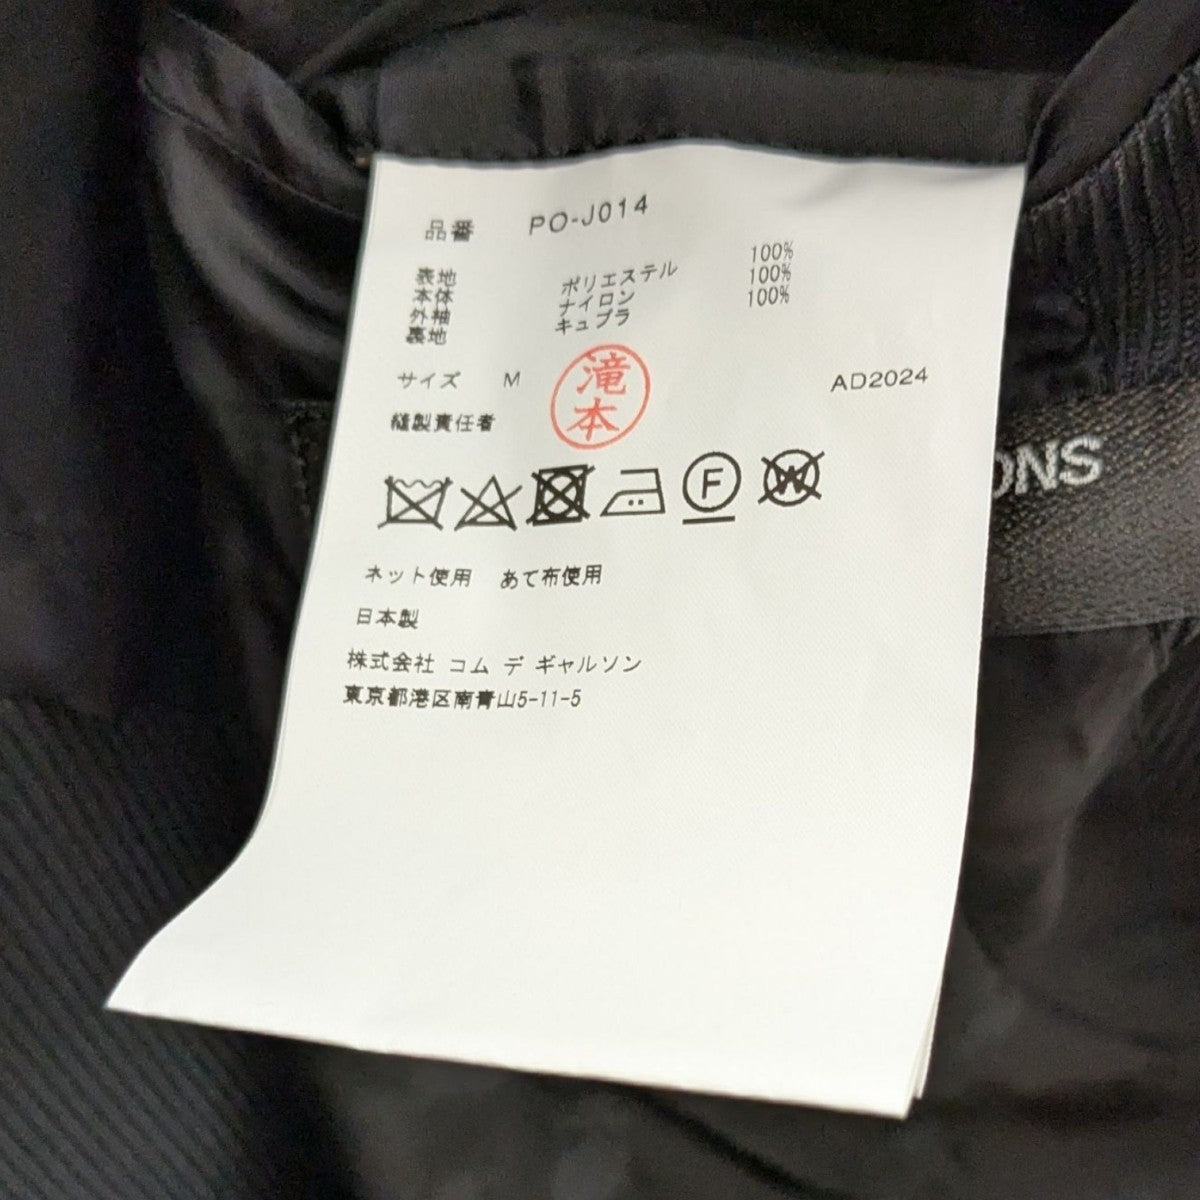 品番 PO-J014
表地
本体 ポリエステル 100%
外袖 ナイロン 100%
裏地 キュプラ 100%
サイズ M AD2024
縫製責任者 滝本
F W
ネット使用 あて布使用
日本製
株式会社 コム デ ギャルソン
東京都港区南青山5-11-5
ONS